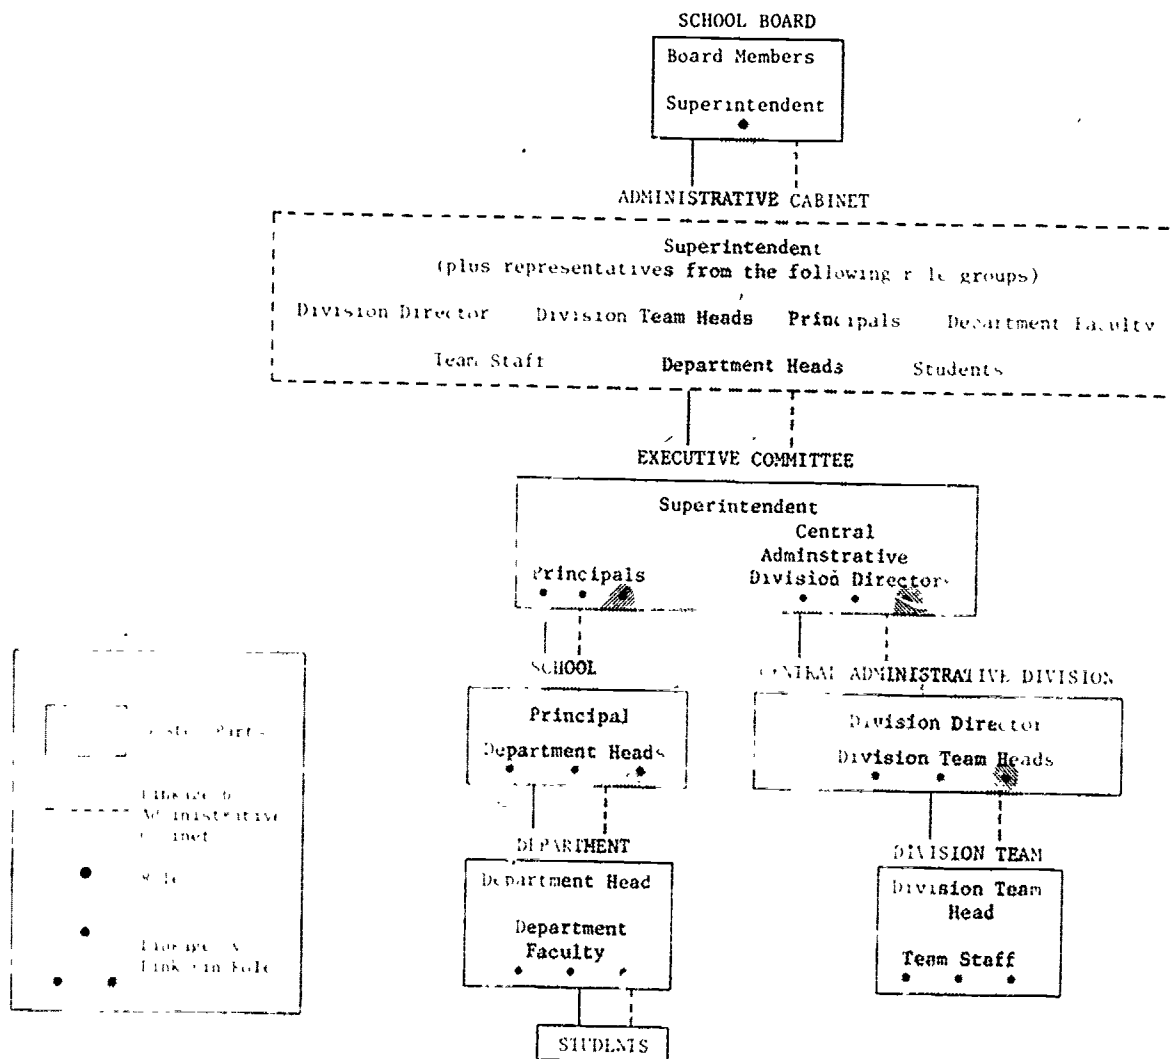 SCHOOL BOARD
Board Members
Superintendent
ADMINISTRATIVE CABINET
Superintendent
(plus representatives from the following groups)
Division Director Division Team Heads Principals Department Faculty
Team Staff Department Heads Students
EXECUTIVE COMMITTEE
Superintendent
Central
Adminstrative
Principals Division Directors
SCHOOL
CENTRAL ADMINISTRATIVE DIVISION
Principal
Department Heads
Division Director
Division Team Heads
Parts
Administrative
Role
DEPARTMENT
Department Head
Department
Faculty
DIVISION TEAM
Division Team
Head
Team Staff
STUDENTS